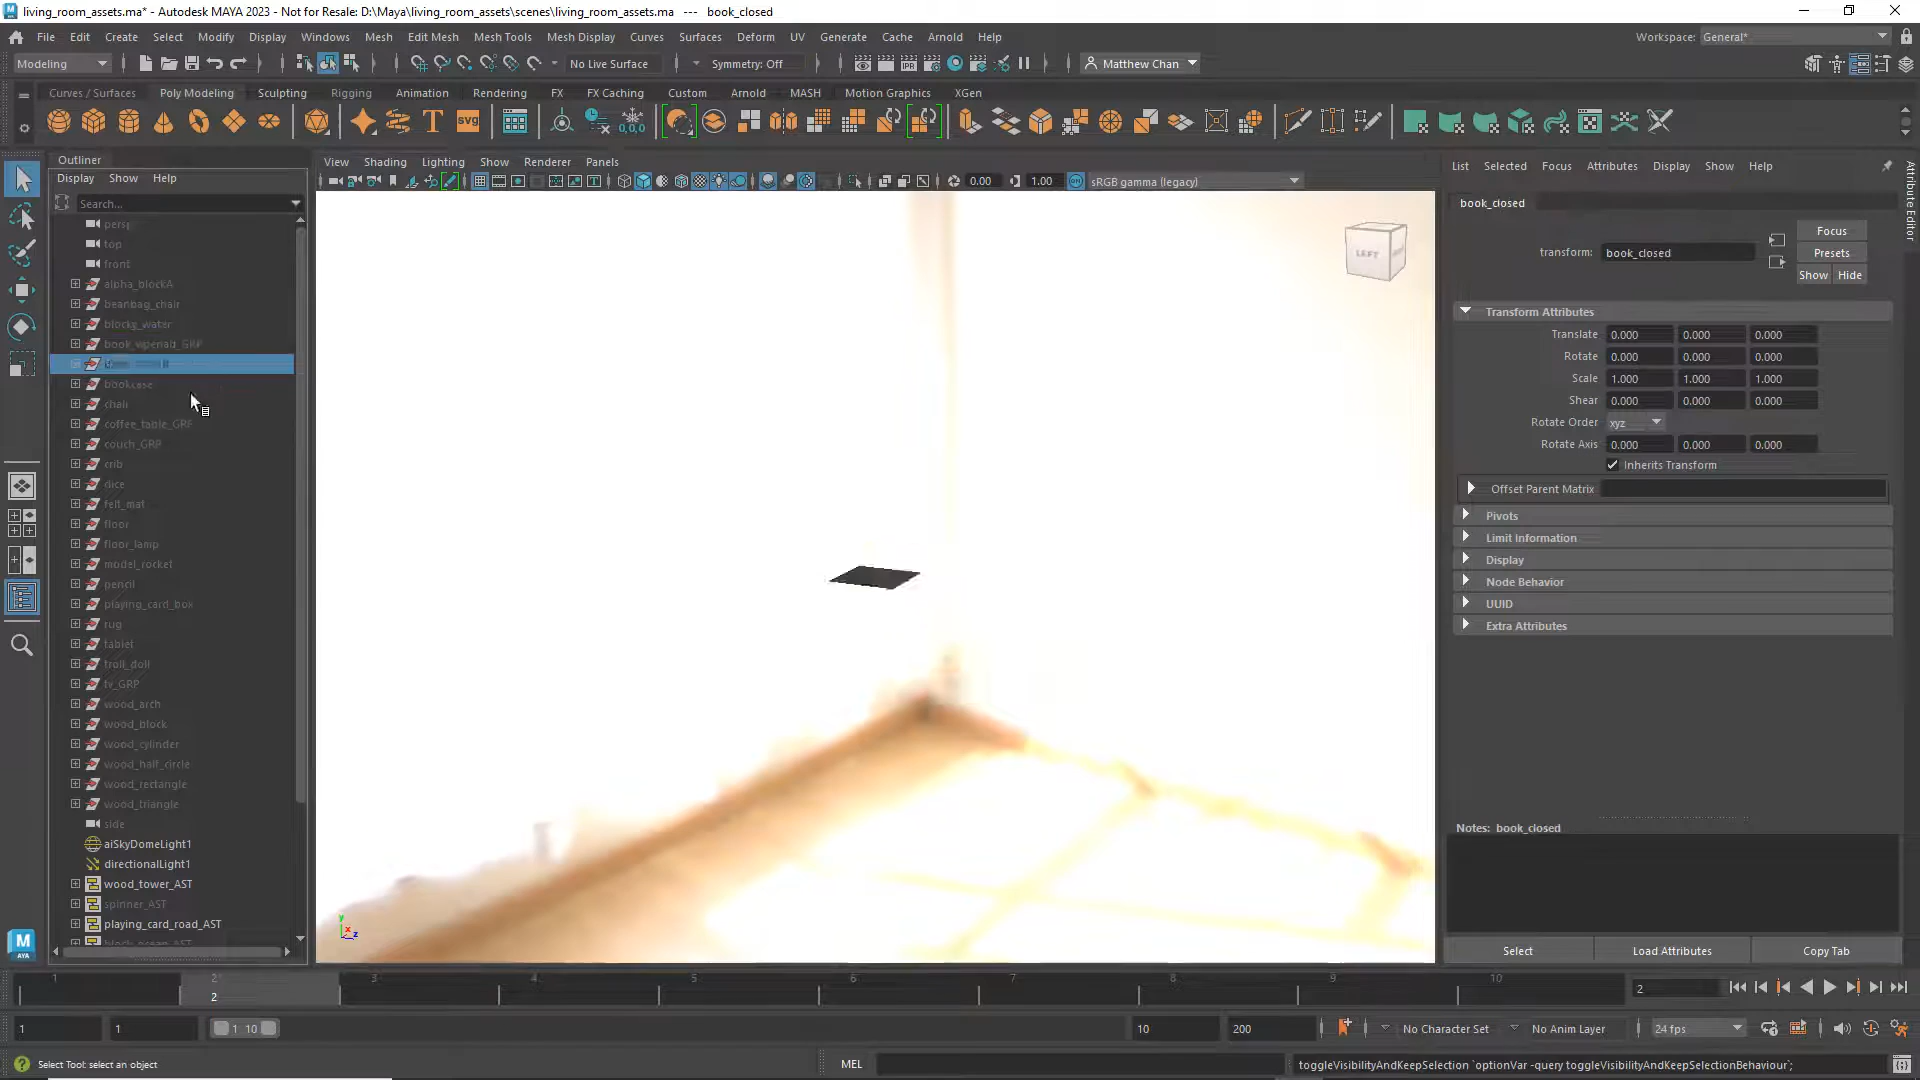 living_room_assets.ma* - Autodesk MAYA 2023 - Not for Resale: D:\Maya\living_room_assets\scenes\living_room_assets.ma --- book_closed
File Edit Create Select Modify Display Windows Mesh Edit Mesh Mesh Tools Mesh Display Curves Surfaces Deform UV Generate Cache Arnold Help
Workspace: General*
Modeling
No Live Surface
Symmetry: Off
Matthew Chan
Curves / Surfaces Poly Modeling Sculpting Rigging Animation Rendering FX FX Caching Custom Arnold MASH Motion Graphics XGen
Outliner
Display Show Help
Search...
persp
top
front
alpha_blockA
beanbag_chair
bookcase
chair
coffee_table_GRP
couch_GRP
crib
dice
felt_mat
floor
floor_lamp
model_rocket
pencil
playing_card_box
rug
tablet
troll_doll
tv_GRP
wood_arch
wood_block
wood_cylinder
wood_half_circle
wood_rectangle
wood_triangle
side
aiSkyDomeLight1
directionalLight1
wood_tower_AST
spinner_AST
playing_card_road_AST
block_ocean_AST
View Shading Lighting Show Renderer Panels
0.00 1.00 sRGB gamma (legacy)
LEFT
y x z
List Selected Focus Attributes Display Show Help
Attribute Editor
book_closed
transform: book_closed
Focus
Presets
Show Hide
Transform Attributes
Translate 0.000 0.000 0.000
Rotate 0.000 0.000 0.000
Scale 1.000 1.000 1.000
Shear 0.000 0.000 0.000
Rotate Order xyz
Rotate Axis 0.000 0.000 0.000
Inherits Transform
Offset Parent Matrix
Pivots
Limit Information
Display
Node Behavior
UUID
Extra Attributes
Notes: book_closed
Select Load Attributes Copy Tab
1 2 3 4 5 6 7 8 9 10
2
2
1 1 1 10 10 200
No Character Set No Anim Layer 24 fps
Select Tool: select an object
MEL
toggleVisibilityAndKeepSelection `optionVar -query toggleVisibilityAndKeepSelectionBehaviour`;